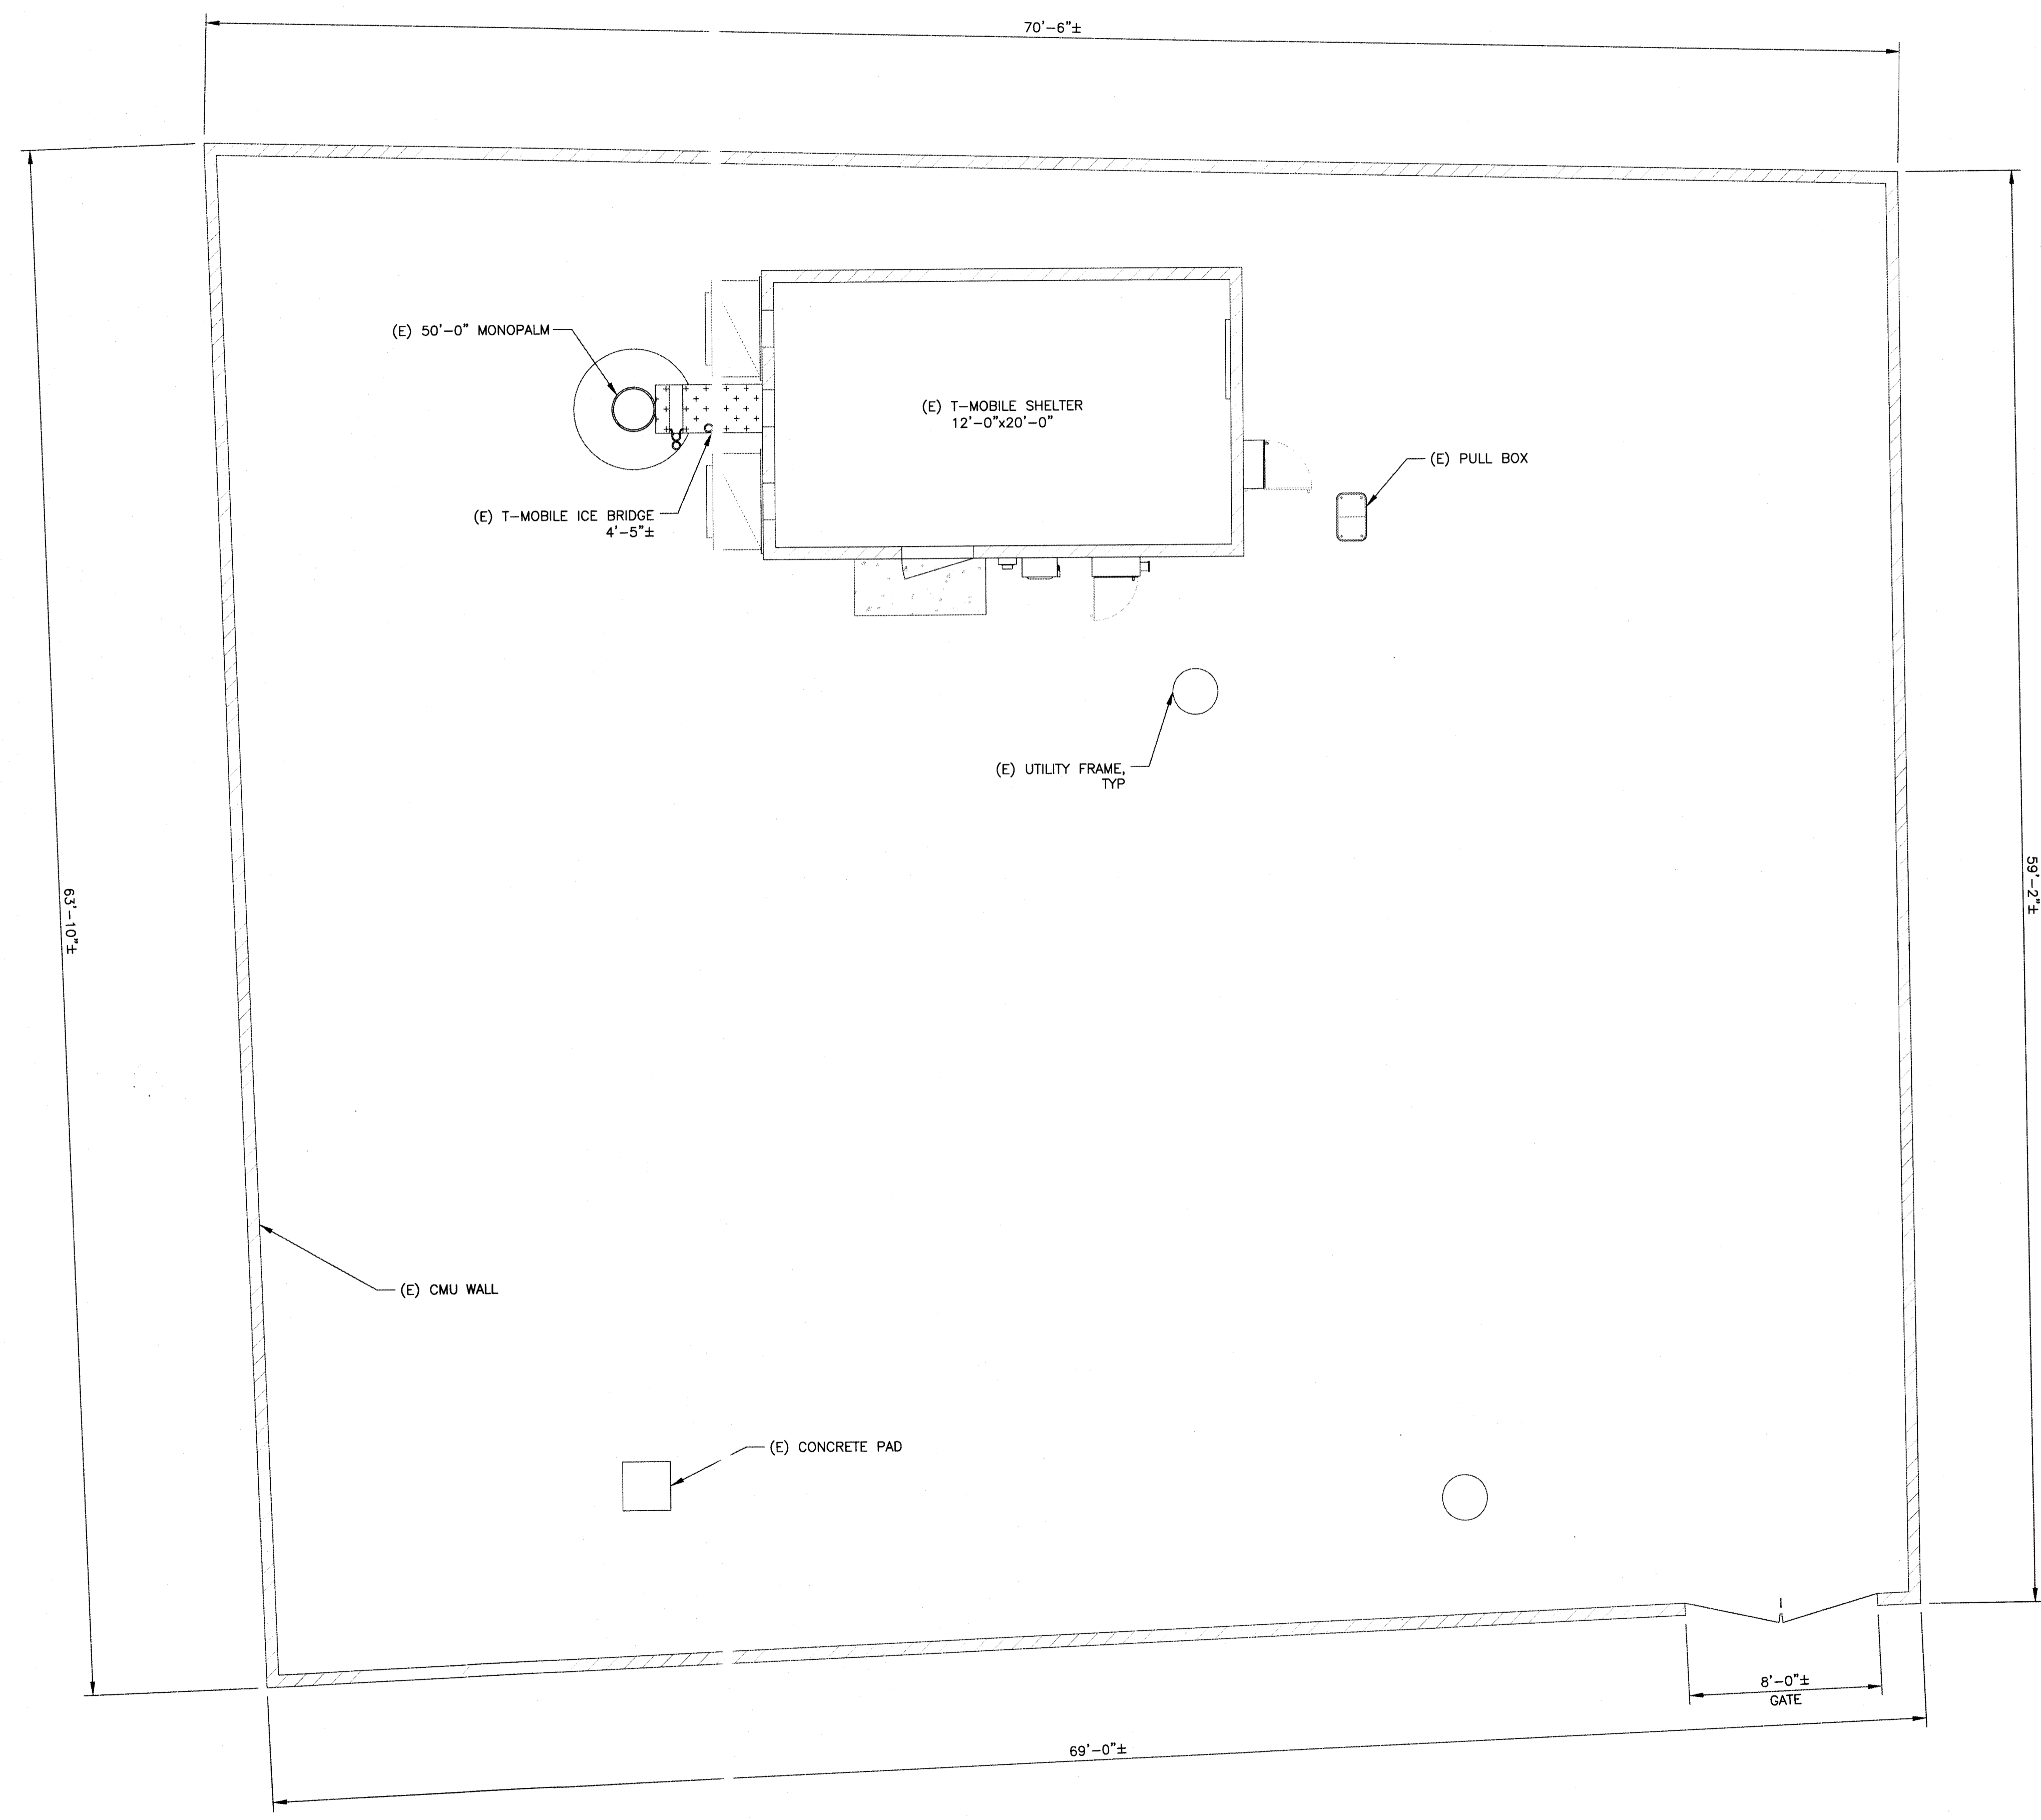 70'-6"±
(E) 50'-0" MONOPALM
(E) T-MOBILE SHELTER
12'-0"x20'-0"
(E) PULL BOX
(E) T-MOBILE ICE BRIDGE
4'-5"±
(E) UTILITY FRAME,
TYP
63'-10"±
59'-2"±
(E) CMU WALL
(E) CONCRETE PAD
8'-0"±
GATE
69'-0"±